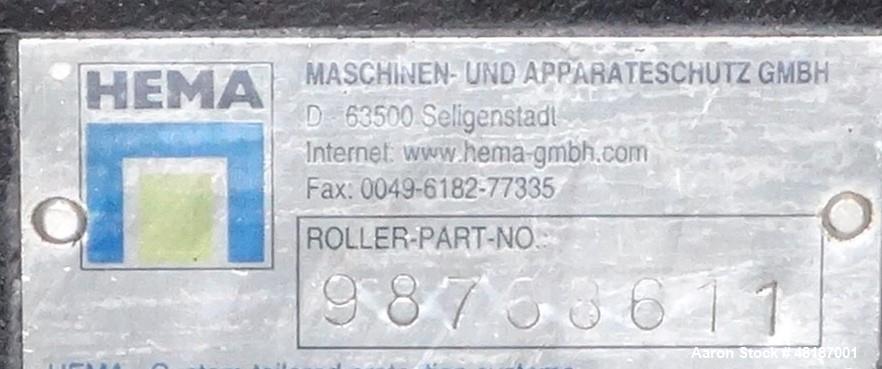 HEMA
MASCHINEN- UND APPARATESCHUTZ GMBH
D - 63500 Seligenstadt
Internet: www.hema-gmbh.com
Fax: 0049-6182-77335
ROLLER-PART-NO.:
Aaron Stock # 48187001